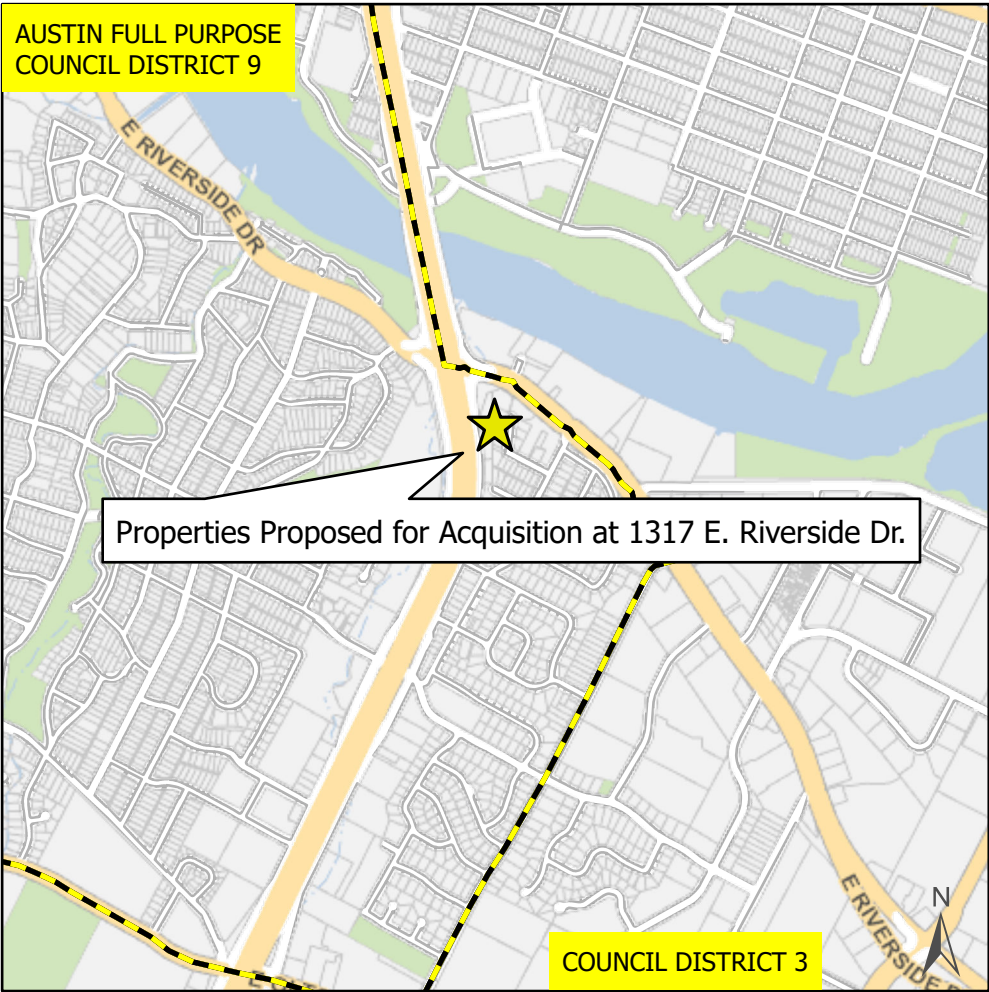 AUSTIN FULL PURPOSE
COUNCIL DISTRICT 9
E RIVERSIDE DR
Properties Proposed for Acquisition at 1317 E. Riverside Dr.
E RIVERSIDE
N
COUNCIL DISTRICT 3